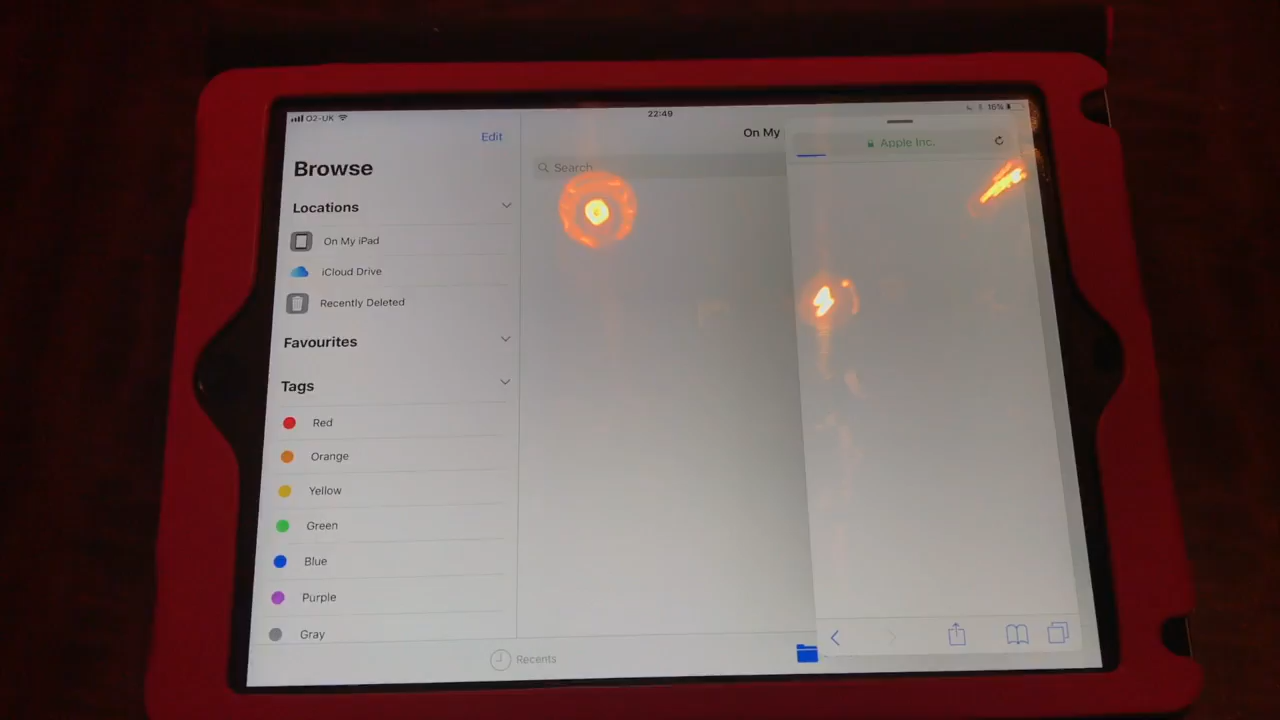 O2-UK
22:49
16%
Edit
On My
Apple Inc.
Browse
Search
Locations
On My iPad
iCloud Drive
Recently Deleted
Favourites
Tags
Red
Orange
Yellow
Green
Blue
Purple
Gray
Recents